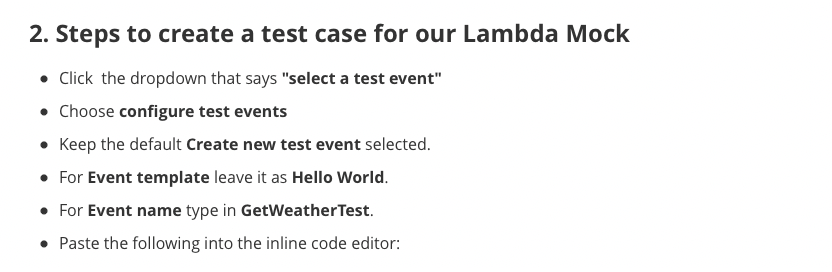 2. Steps to create a test case for our Lambda Mock
• Click  the dropdown that says "select a test event"
• Choose configure test events
• Keep the default Create new test event selected.
• For Event template leave it as Hello World.
• For Event name type in GetWeatherTest.
• Paste the following into the inline code editor: